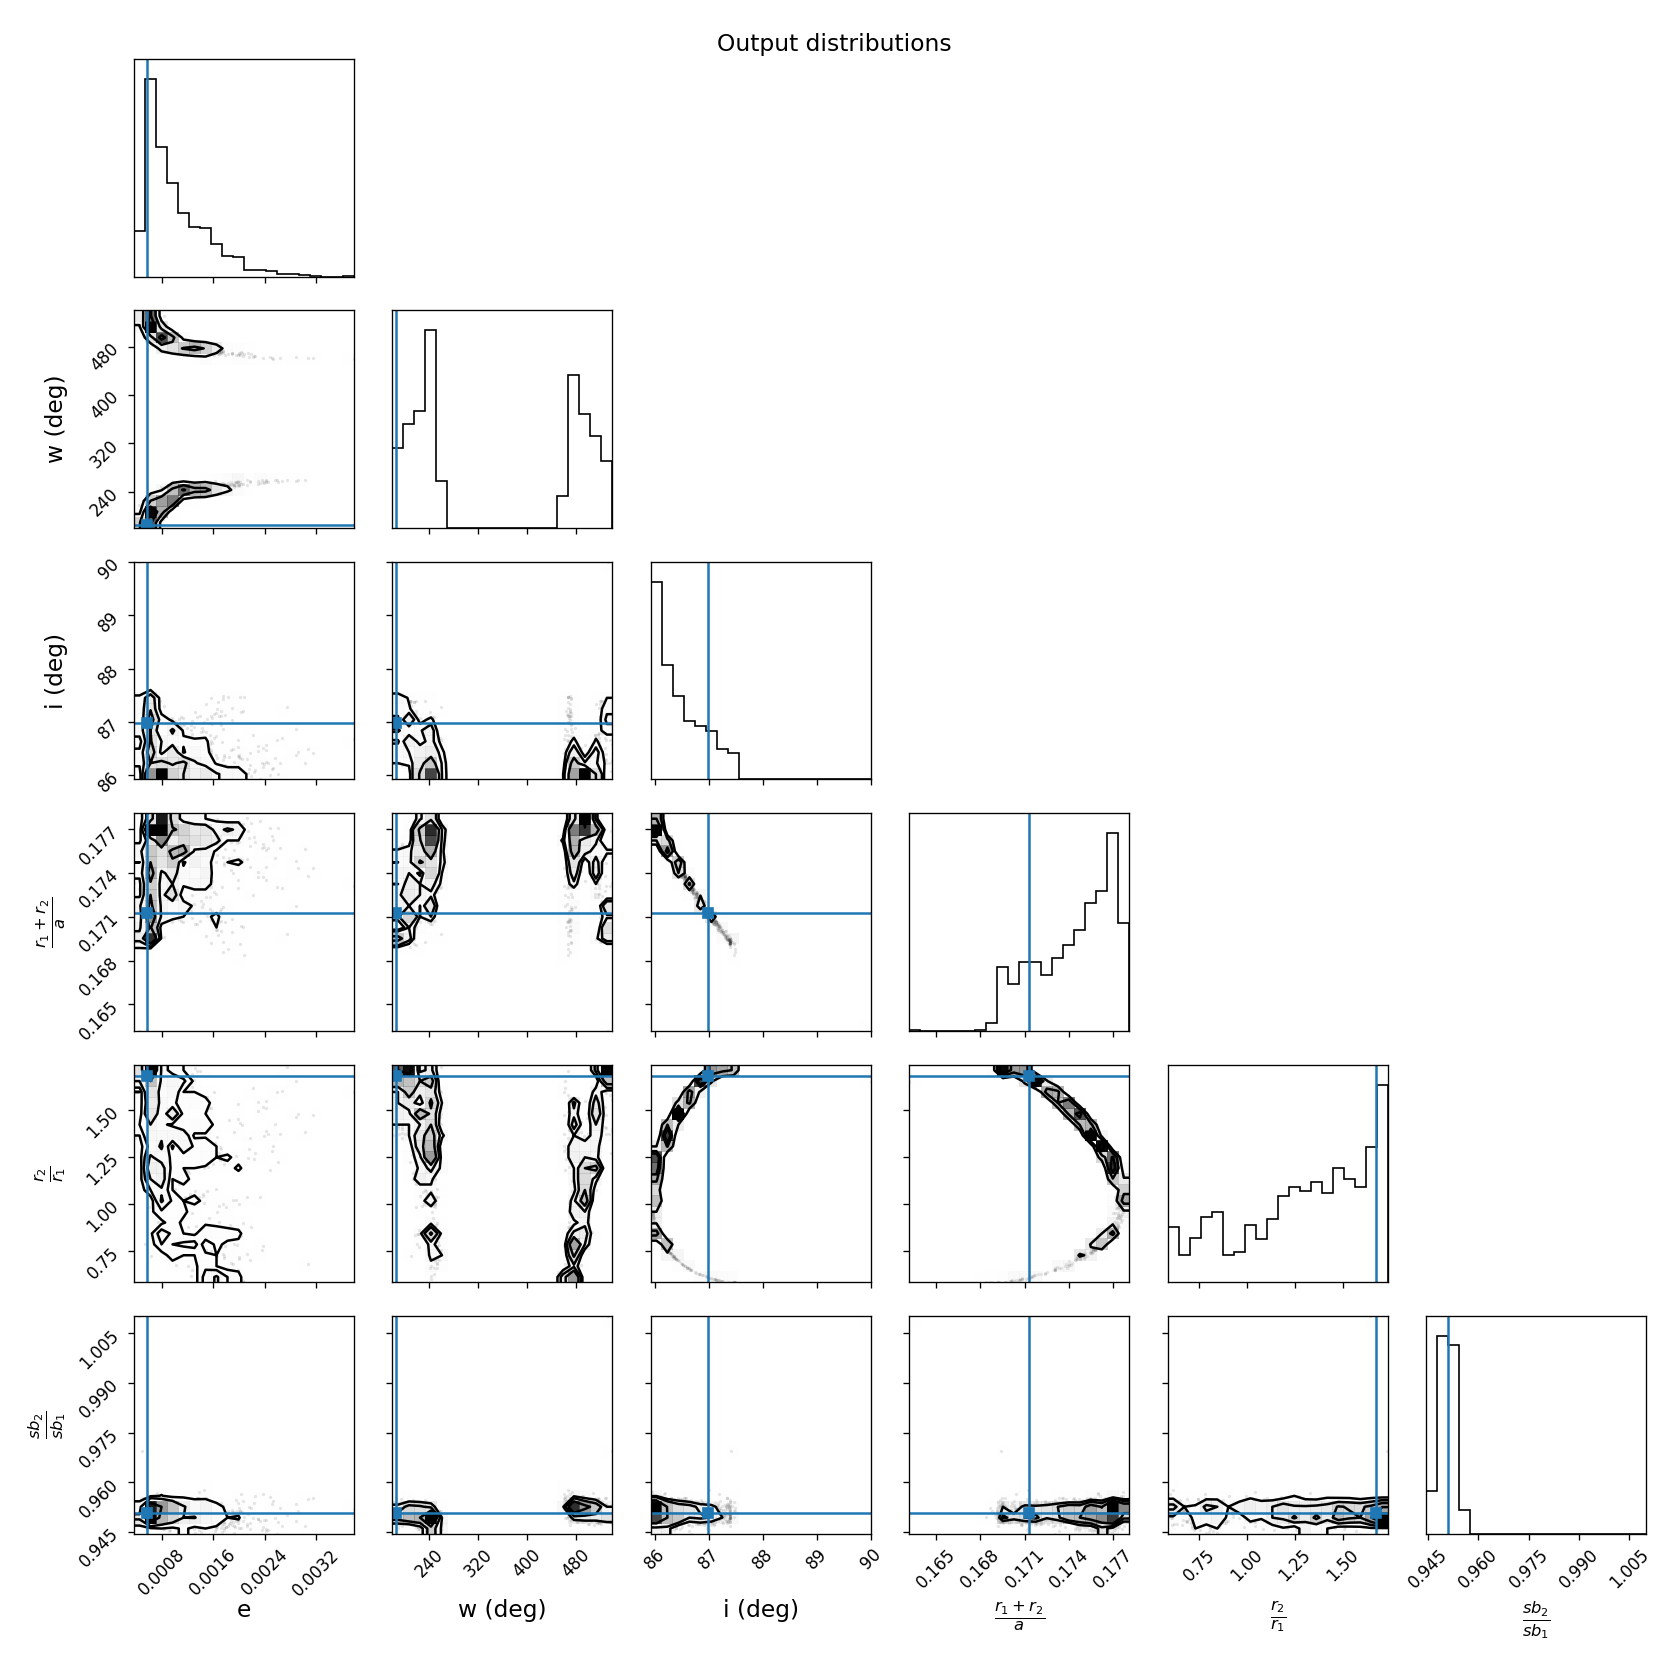 Output distributions
480
400
320
240
w (deg)
90
89
88
87
86
i (deg)
0.177
0.174
0.171
0.168
0.165
r₁ + r₂
a
1.50
1.25
1.00
0.75
r₂
r₁
1.005
0.990
0.975
0.960
0.945
sb₂
sb₁
0.0008 0.0016 0.0024 0.0032
240 320 400 480
86 87 88 89 90
0.165 0.168 0.171 0.174 0.177
0.75 1.00 1.25 1.50
0.945 0.960 0.975 0.990 1.005
e
w (deg)
i (deg)
r₁ + r₂
a
r₂
r₁
sb₂
sb₁